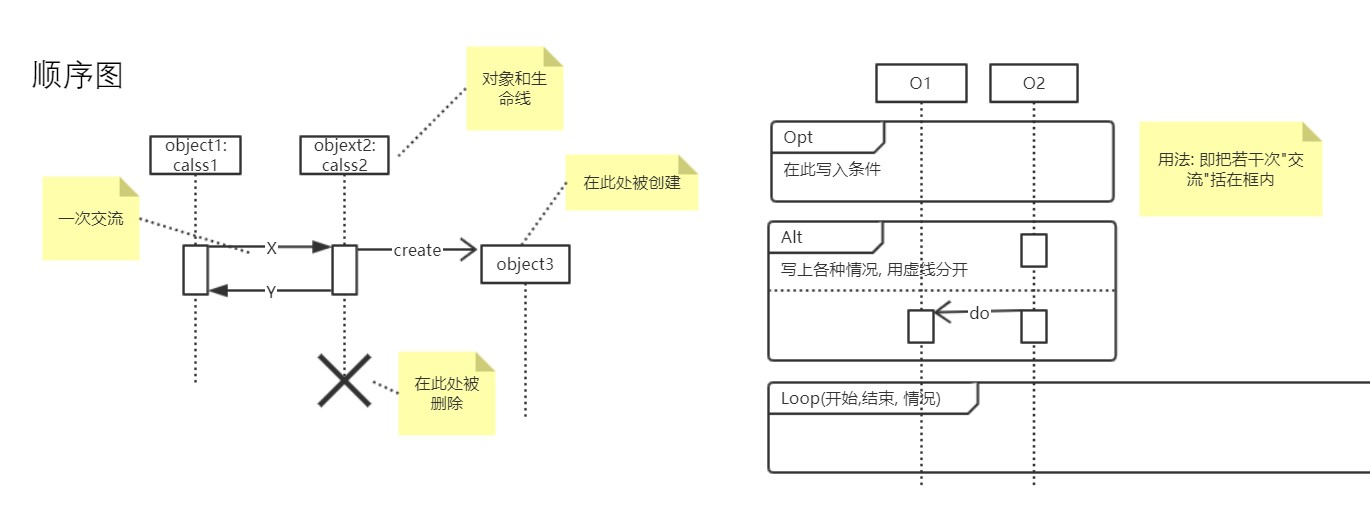 顺序图
对象和生
命线
object1:
calss1
objext2:
calss2
在此处被创建
一次交流
X
create
object3
Y
在此处被
删除
O1
O2
Opt
在此写入条件
用法: 即把若干次"交
流"括在框内
Alt
写上各种情况, 用虚线分开
do
Loop(开始,结束, 情况)